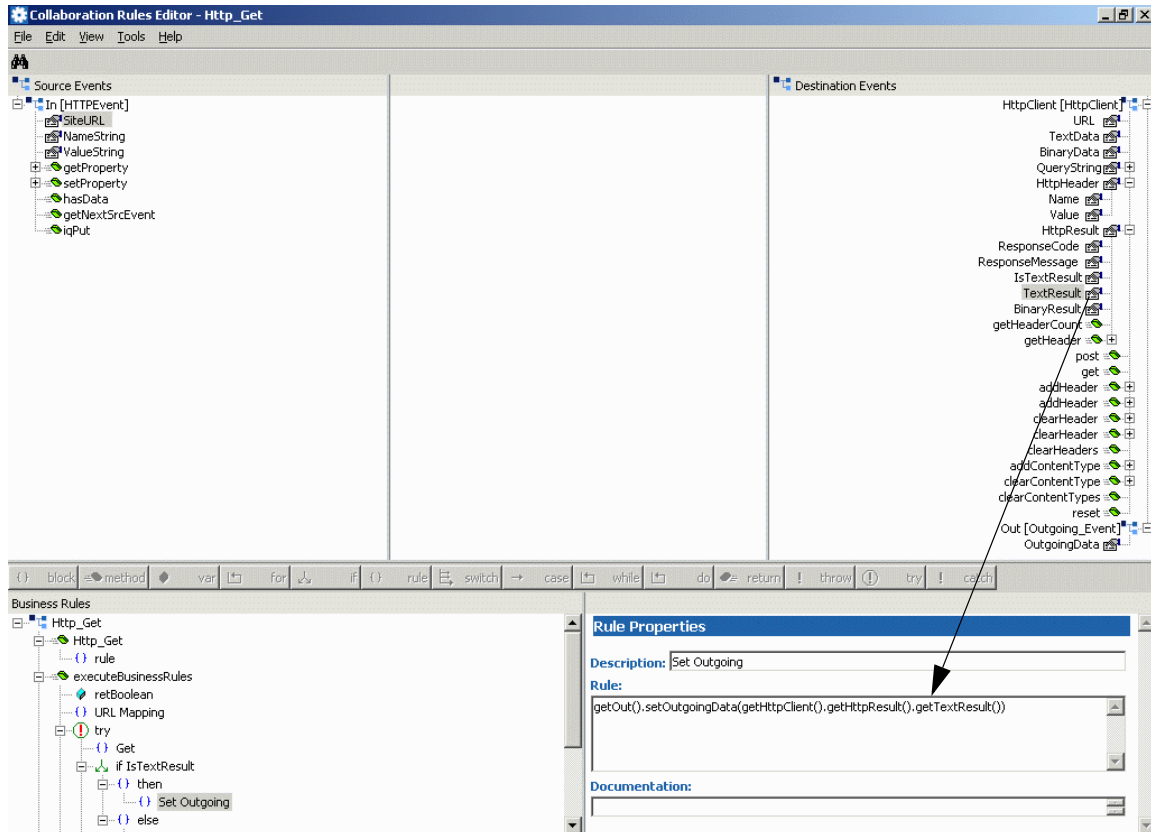 Collaboration Rules Editor - Http_Get
File Edit View Tools Help
Source Events
In [HTTPEvent]
SiteURL
NameString
ValueString
getProperty
setProperty
hasData
getNextSrcEvent
iqPut
Destination Events
HttpClient [HttpClient]
URL
TextData
BinaryData
QueryString
HttpHeader
Name
Value
HttpResult
ResponseCode
ResponseMessage
IsTextResult
TextResult
BinaryResult
getHeaderCount
getHeader
post
get
addHeader
addHeader
clearHeader
clearHeader
clearHeaders
addContentType
clearContentType
clearContentTypes
reset
Out [Outgoing_Event]
OutgoingData
{} block method var for if {} rule switch → case while do return ! throw ! try ! catch
Business Rules
Http_Get
Http_Get
{} rule
executeBusinessRules
retBoolean
{} URL Mapping
try
{} Get
if IsTextResult
{} then
{} Set Outgoing
{} else
Rule Properties
Description: Set Outgoing
Rule:
getOut().setOutgoingData(getHttpClient().getHttpResult().getTextResult())
Documentation: